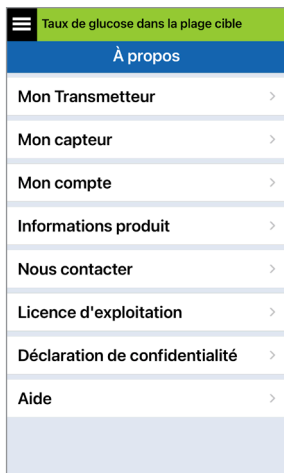 Taux de glucose dans la plage cible
À propos
Mon Transmetteur
Mon capteur
Mon compte
Informations produit
Nous contacter
Licence d'exploitation
Déclaration de confidentialité
Aide